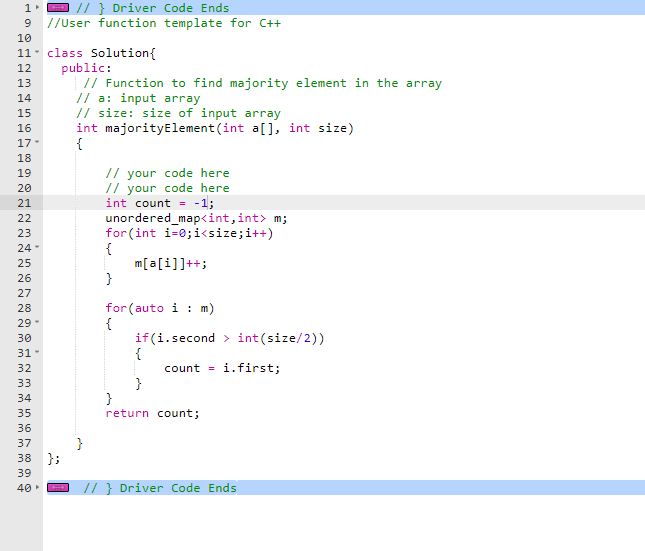 1 // } Driver Code Ends
9 //User function template for C++
10
11 class Solution{
12   public:
13      // Function to find majority element in the array
14     // a: input array
15     // size: size of input array
16     int majorityElement(int a[], int size)
17     {
18
19         // your code here
20         // your code here
21         int count = -1;
22         unordered_map<int,int> m;
23         for(int i=0;i<size;i++)
24         {
25             m[a[i]]++;
26         }
27
28         for(auto i : m)
29         {
30             if(i.second > int(size/2))
31             {
32                 count = i.first;
33             }
34         }
35         return count;
36
37     }
38 };
39
40 // } Driver Code Ends